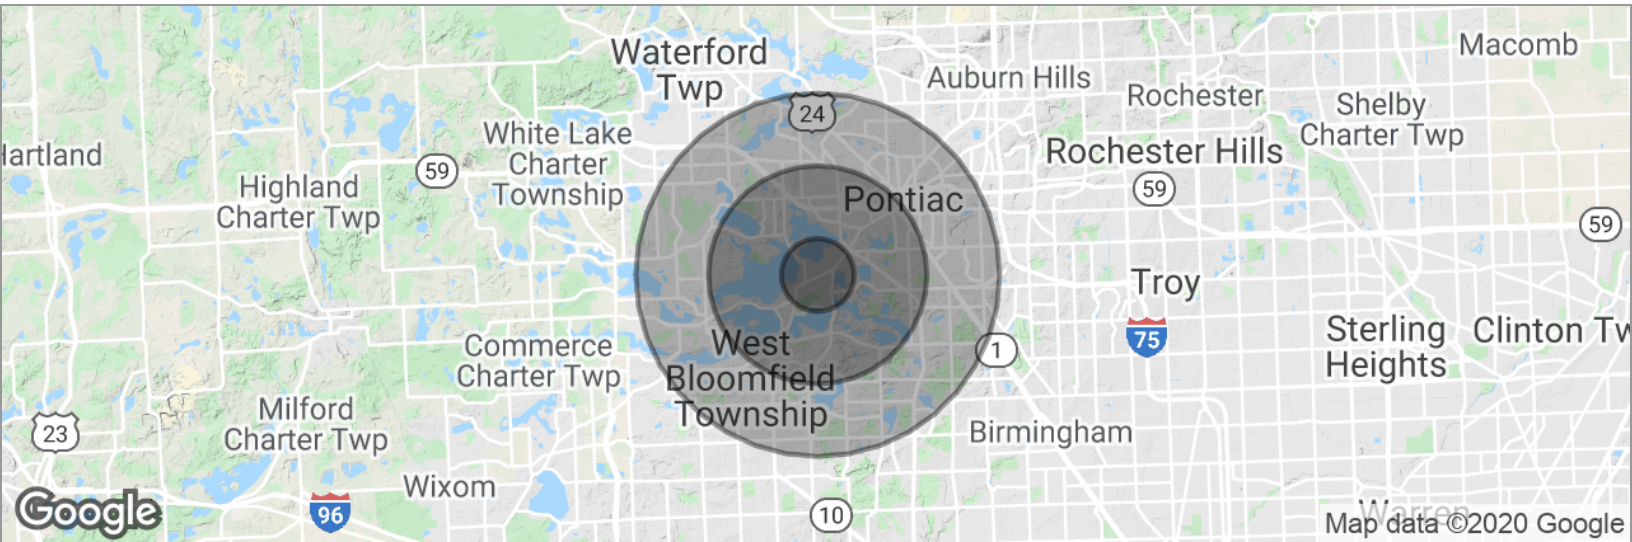 Macomb
Waterford
Twp
Auburn Hills
Rochester
Shelby
Charter Twp
24
White Lake
Charter
Township
Hartland
Rochester Hills
59
59
Highland
Charter Twp
Pontiac
59
Troy
75
Sterling
Heights
Clinton Tw
West
Bloomfield
Township
1
Commerce
Charter Twp
Milford
Charter Twp
23
Birmingham
Wixom
Google
96
10
Warren
Map data ©2020 Google